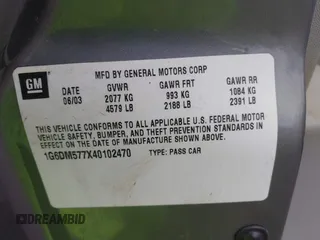 GM
MFD BY GENERAL MOTORS CORP
DATE GVWR GAWR FRT GAWR RR
06/03 2077 KG 993 KG 1084 KG
4579 LB 2188 LB 2391 LB
THIS VEHICLE CONFORMS TO ALL APPLICABLE U.S. FEDERAL MOTOR
VEHICLE SAFETY, BUMPER, AND THEFT PREVENTION STANDARDS IN
EFFECT ON THE DATE OF MANUFACTURE SHOWN ABOVE.
1G6DM577X40102470 TYPE: PASS CAR
DREAMBID